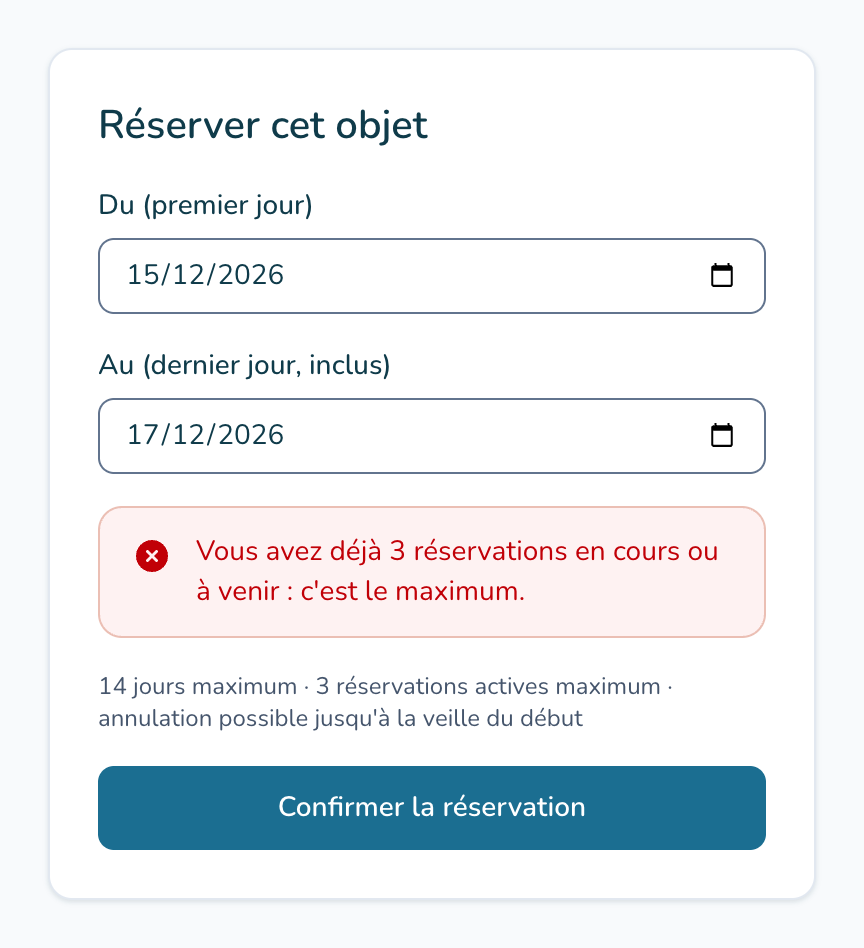 Réserver cet objet
Du (premier jour)
15/12/2026
Au (dernier jour, inclus)
17/12/2026
Vous avez déjà 3 réservations en cours ou
à venir : c'est le maximum.
14 jours maximum · 3 réservations actives maximum ·
annulation possible jusqu'à la veille du début
Confirmer la réservation